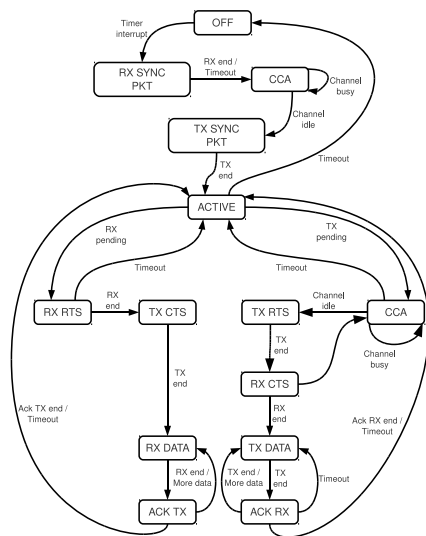 OFF
Timer
interrupt
RX SYNC
PKT
RX end /
Timeout
CCA
Channel
busy
Channel
idle
TX SYNC
PKT
TX
end
Timeout
ACTIVE
RX
pending
TX
pending
Timeout
Timeout
RX RTS
RX
end
TX CTS
TX RTS
Channel
idle
CCA
Channel
busy
TX
end
TX
end
RX CTS
RX
end
Ack TX end /
Timeout
Ack RX end /
Timeout
RX DATA
TX DATA
RX end /
More data
TX end /
More data
TX
end
Timeout
ACK TX
ACK RX